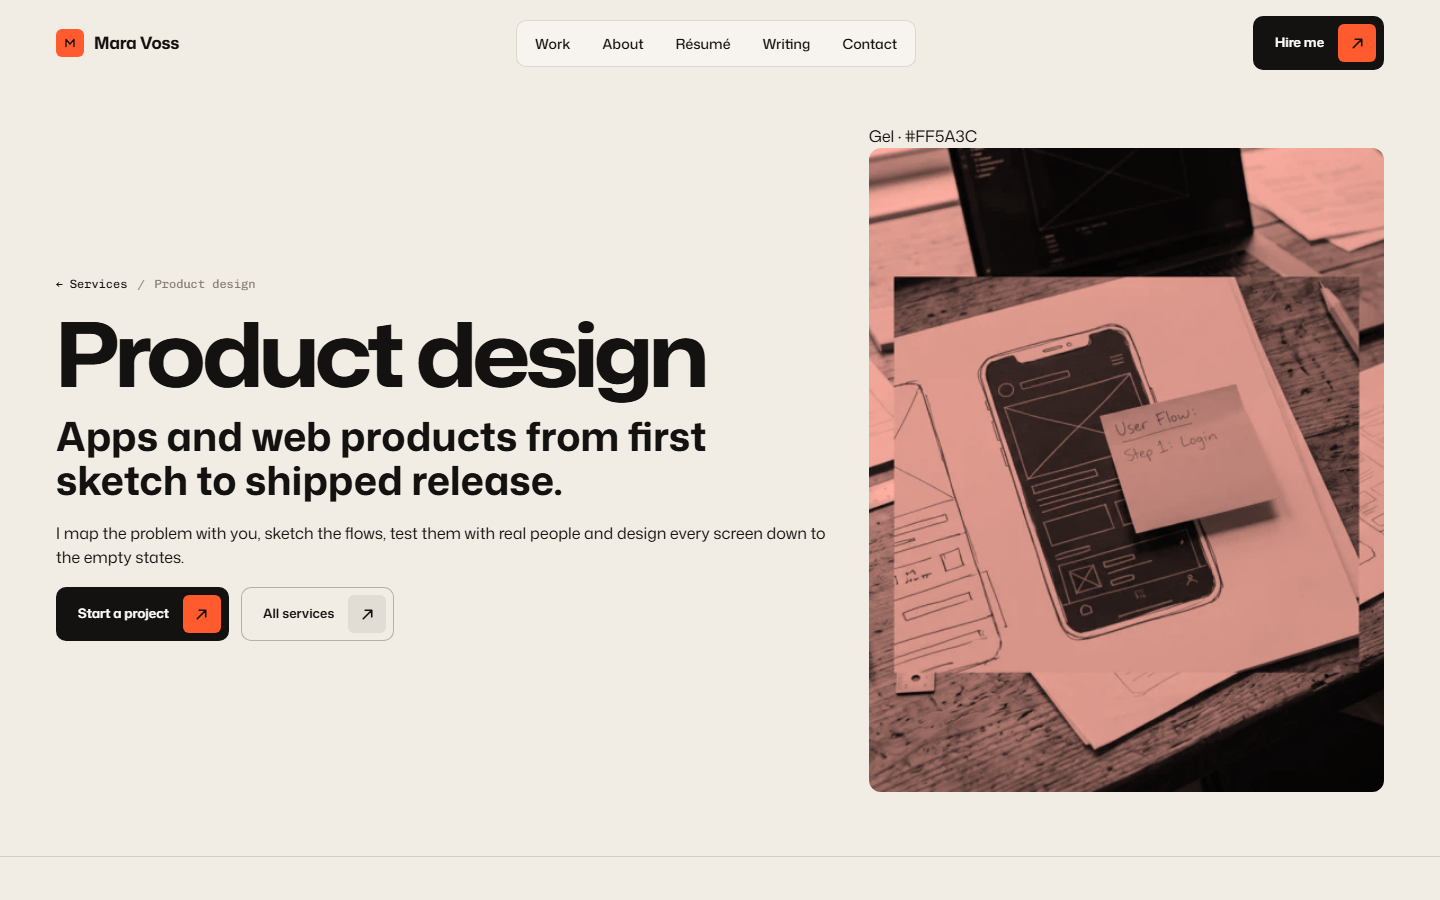 M
Mara Voss
Work
About
Résumé
Writing
Contact
Hire me
← Services / Product design
Product design
Apps and web products from first
sketch to shipped release.
I map the problem with you, sketch the flows, test them with real people and design every screen down to
the empty states.
Start a project
All services
Gel · #FF5A3C
User Flow:
Step 1: Login